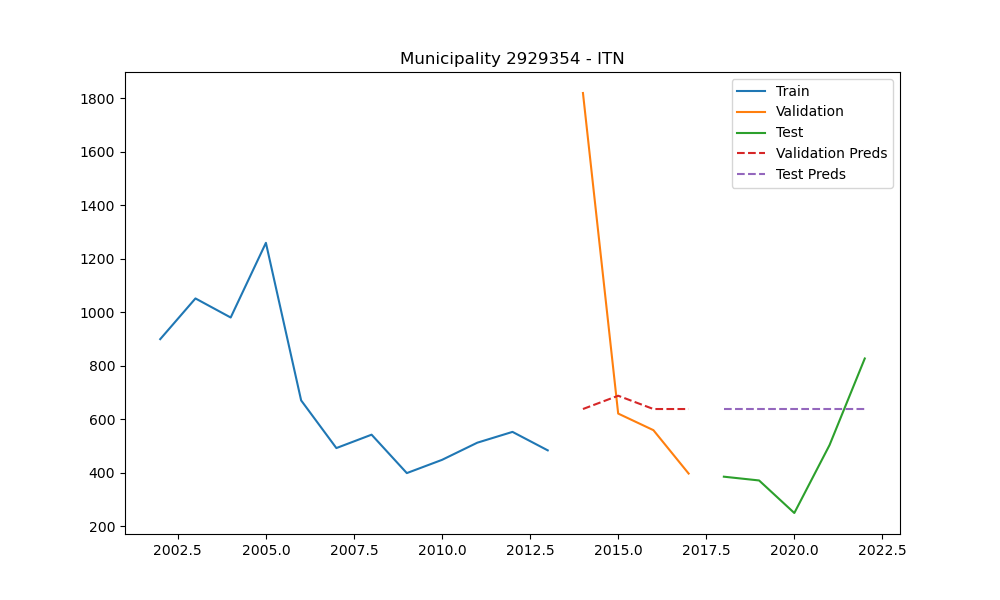 Municipality 2929354 - ITN
Train
Validation
Test
Validation Preds
Test Preds
1800
1600
1400
1200
1000
800
600
400
200
2002.5 2005.0 2007.5 2010.0 2012.5 2015.0 2017.5 2020.0 2022.5